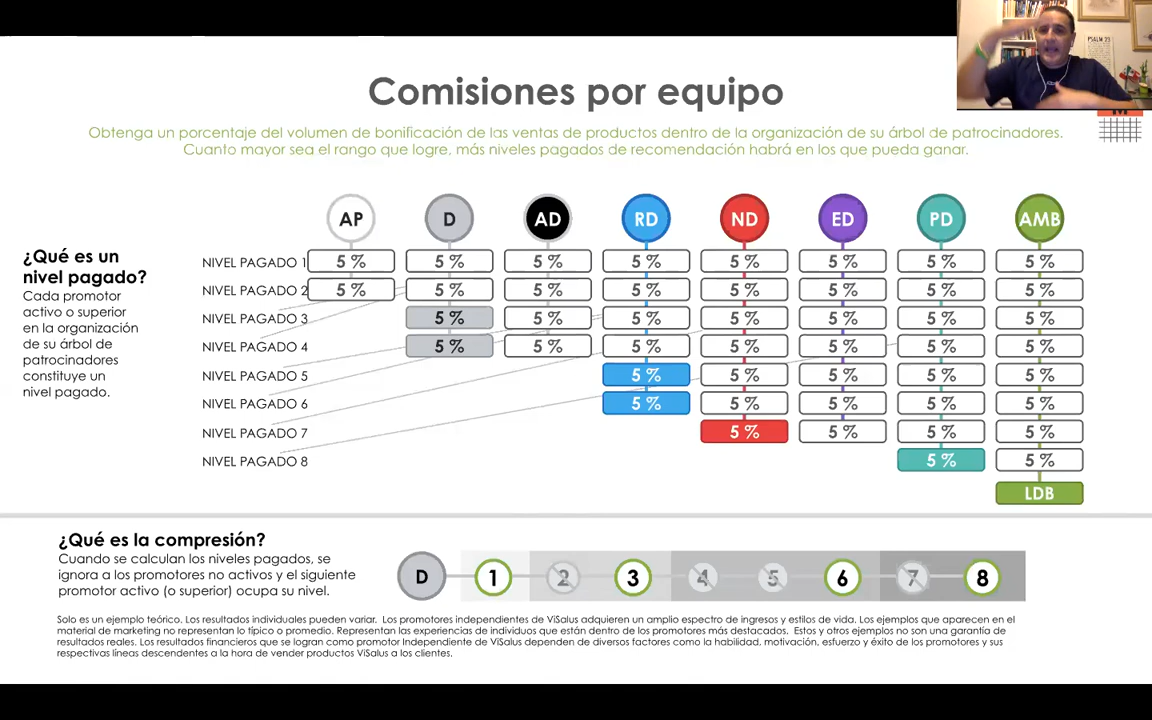 PSALM 23
Comisiones por equipo
Obtenga un porcentaje del volumen de bonificación de las ventas de productos dentro de la organización de su árbol de patrocinadores.
Cuanto mayor sea el rango que logre, más niveles pagados de recomendación habrá en los que pueda ganar.
AP D AD RD ND ED PD AMB
¿Qué es un
nivel pagado?
Cada promotor
activo o superior
en la organización
de su árbol de
patrocinadores
constituye un
nivel pagado.
NIVEL PAGADO 1 5 % 5 % 5 % 5 % 5 % 5 % 5 % 5 %
NIVEL PAGADO 2 5 % 5 % 5 % 5 % 5 % 5 % 5 % 5 %
NIVEL PAGADO 3 5 % 5 % 5 % 5 % 5 % 5 % 5 %
NIVEL PAGADO 4 5 % 5 % 5 % 5 % 5 % 5 % 5 %
NIVEL PAGADO 5 5 % 5 % 5 % 5 % 5 %
NIVEL PAGADO 6 5 % 5 % 5 % 5 % 5 %
NIVEL PAGADO 7 5 % 5 % 5 % 5 %
NIVEL PAGADO 8 5 % 5 %
LDB
¿Qué es la compresión?
Cuando se calculan los niveles pagados, se
ignora a los promotores no activos y el siguiente
promotor activo (o superior) ocupa su nivel.
D 1 2 3 4 5 6 7 8
Solo es un ejemplo teórico. Los resultados individuales pueden variar. Los promotores independientes de ViSalus adquieren un amplio espectro de ingresos y estilos de vida. Los ejemplos que aparecen en el
material de marketing no representan lo típico o promedio. Representan las experiencias de individuos que están dentro de los promotores más destacados. Estos y otros ejemplos no son una garantía de
resultados reales. Los resultados financieros que se logran como promotor Independiente de ViSalus dependen de diversos factores como la habilidad, motivación, esfuerzo y éxito de los promotores y sus
respectivas líneas descendentes a la hora de vender productos ViSalus a los clientes.